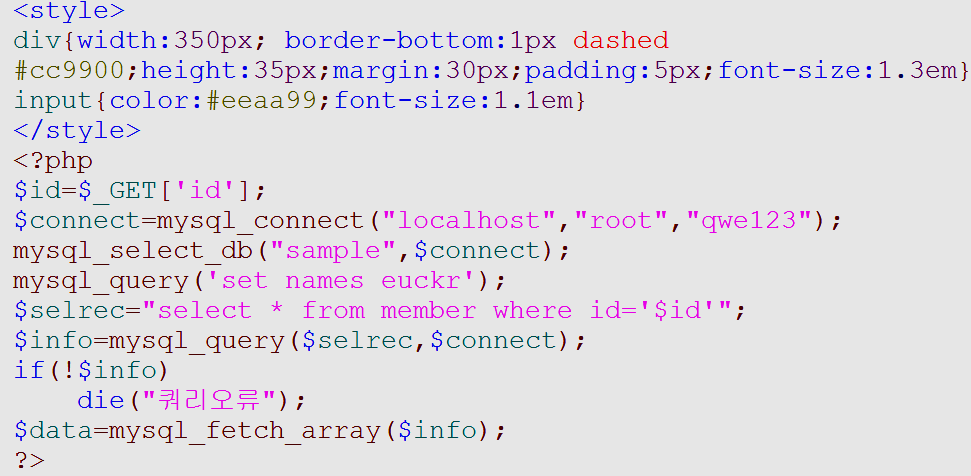 <style>
div{width:350px; border-bottom:1px dashed
#cc9900;height:35px;margin:30px;padding:5px;font-size:1.3em}
input{color:#eeaa99;font-size:1.1em}
</style>
<?php
$id=$_GET['id'];
$connect=mysql_connect("localhost","root","qwe123");
mysql_select_db("sample",$connect);
mysql_query('set names euckr');
$selrec="select * from member where id='$id'";
$info=mysql_query($selrec,$connect);
if(!$info)
    die("쿼리오류");
$data=mysql_fetch_array($info);
?>